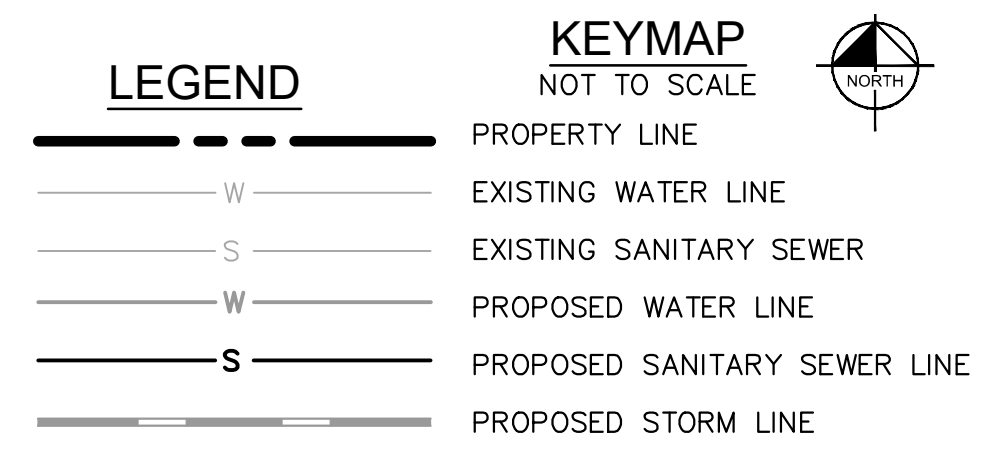 LEGEND
KEYMAP
NOT TO SCALE
NORTH
PROPERTY LINE
W EXISTING WATER LINE
S EXISTING SANITARY SEWER
W PROPOSED WATER LINE
S PROPOSED SANITARY SEWER LINE
PROPOSED STORM LINE